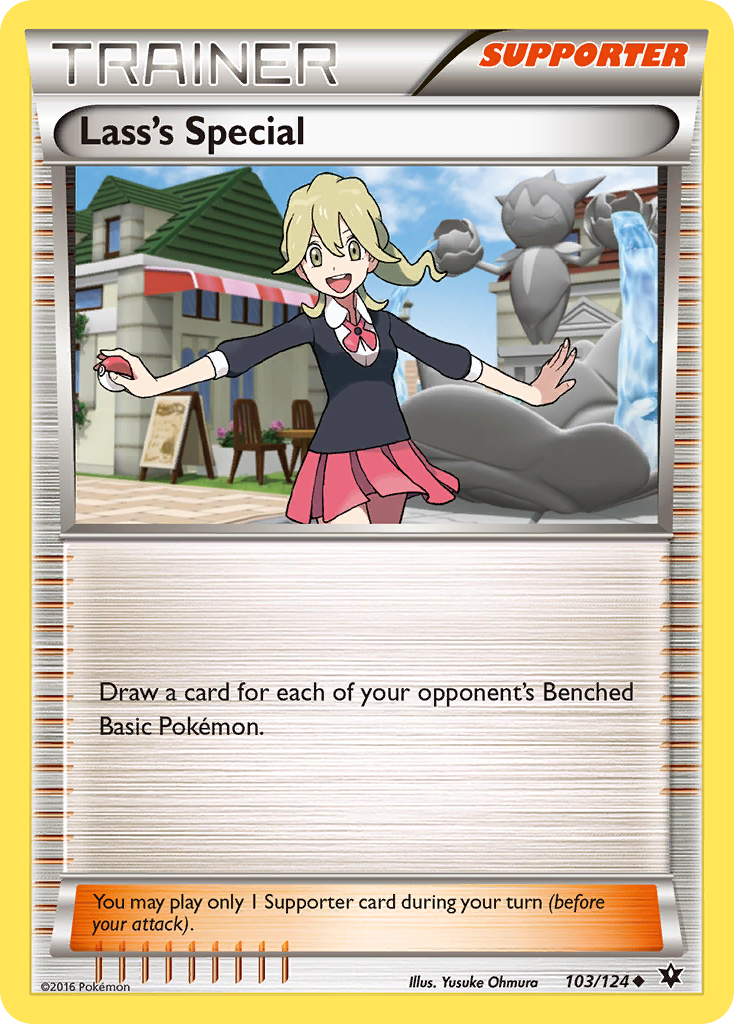 TRAINER
SUPPORTER
Lass's Special
Draw a card for each of your opponent's Benched
Basic Pokémon.
You may play only 1 Supporter card during your turn (before
your attack).
©2016 Pokémon
Illus. Yusuke Ohmura
103/124